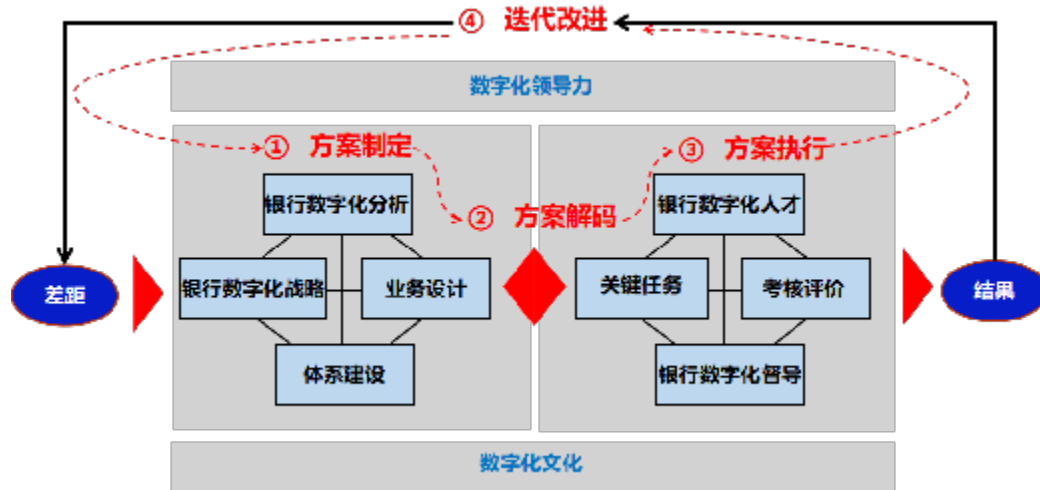 ④ 迭代改进
数字化领导力
① 方案制定
③ 方案执行
银行数字化分析
② 方案解码
银行数字化人才
差距
银行数字化战略
业务设计
关键任务
考核评价
结果
体系建设
银行数字化督导
数字化文化